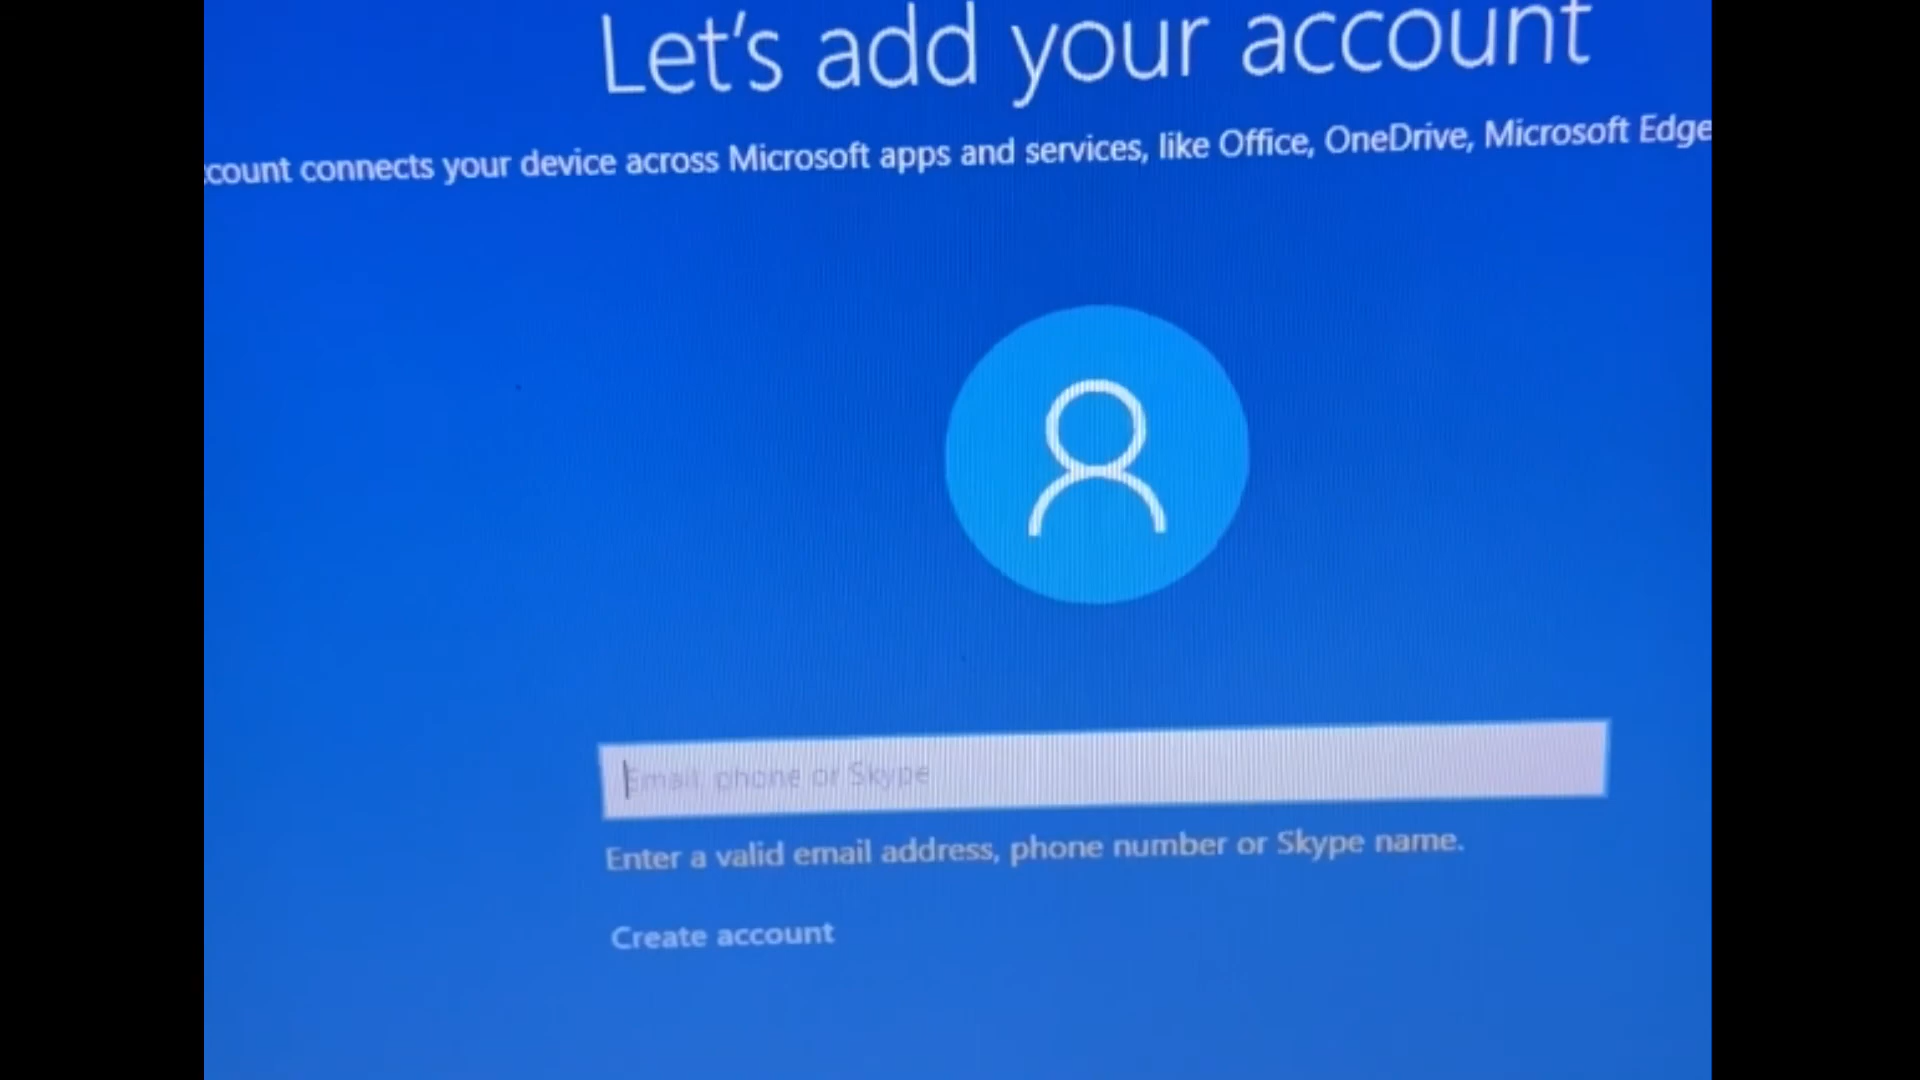 Let's add your account
count connects your device across Microsoft apps and services, like Office, OneDrive, Microsoft Edge
Email, phone or Skype
Enter a valid email address, phone number or Skype name.
Create account